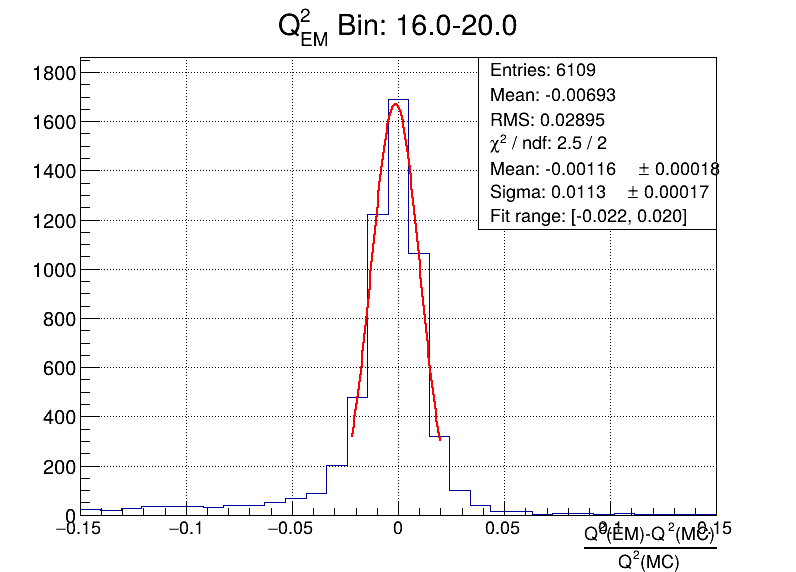 Q²_EM Bin: 16.0-20.0
Entries: 6109
Mean: -0.00693
RMS: 0.02895
χ² / ndf: 2.5 / 2
Mean: -0.00116 ± 0.00018
Sigma: 0.0113 ± 0.00017
Fit range: [-0.022, 0.020]
1800
1600
1400
1200
1000
800
600
400
200
0
−0.15 −0.1 −0.05 0 0.05 0.1 0.15
Q²(EM)-Q²(MC)
Q²(MC)